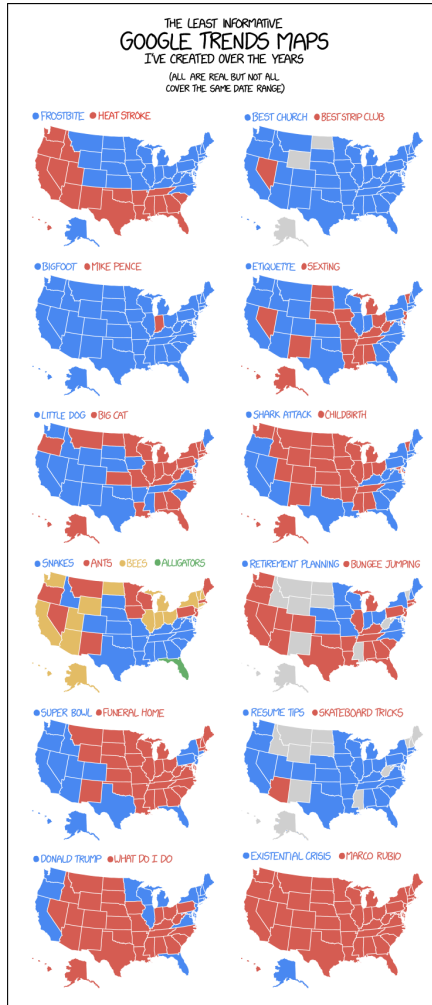 THE LEAST INFORMATIVE
GOOGLE TRENDS MAPS
I'VE CREATED OVER THE YEARS
(ALL ARE REAL BUT NOT ALL
COVER THE SAME DATE RANGE)
FROSTBITE HEAT STROKE
BEST CHURCH BEST STRIP CLUB
BIGFOOT MIKE PENCE
ETIQUETTE SEXTING
LITTLE DOG BIG CAT
SHARK ATTACK CHILDBIRTH
SNAKES ANTS BEES ALLIGATORS
RETIREMENT PLANNING BUNGEE JUMPING
SUPER BOWL FUNERAL HOME
RESUME TIPS SKATEBOARD TRICKS
DONALD TRUMP WHAT DO I DO
EXISTENTIAL CRISIS MARCO RUBIO